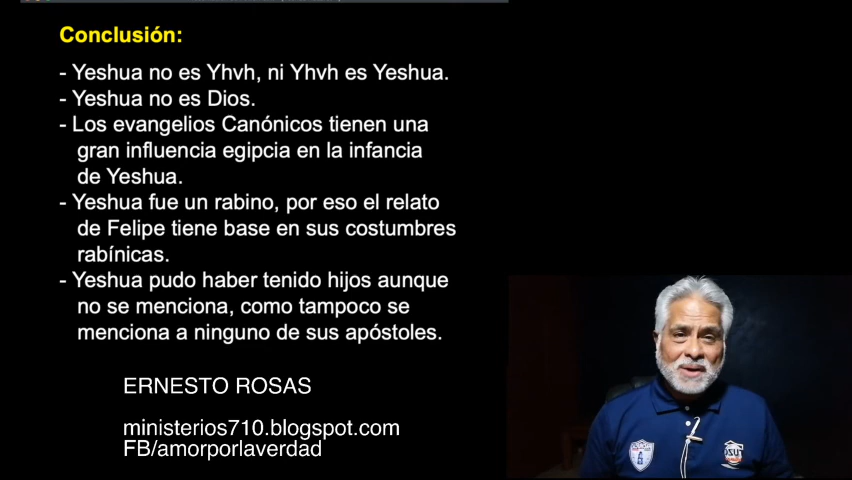 Conclusión:
- Yeshua no es Yhvh, ni Yhvh es Yeshua.
- Yeshua no es Dios.
- Los evangelios Canónicos tienen una
gran influencia egipcia en la infancia
de Yeshua.
- Yeshua fue un rabino, por eso el relato
de Felipe tiene base en sus costumbres
rabínicas.
- Yeshua pudo haber tenido hijos aunque
no se menciona, como tampoco se
menciona a ninguno de sus apóstoles.
ERNESTO ROSAS
ministerios710.blogspot.com
FB/amorporlaverdad